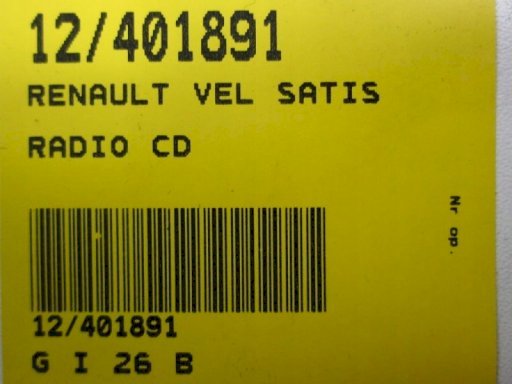 12/401891
RENAULT VEL SATIS
RADIO CD
Nr op.
12/401891
G I 26 B